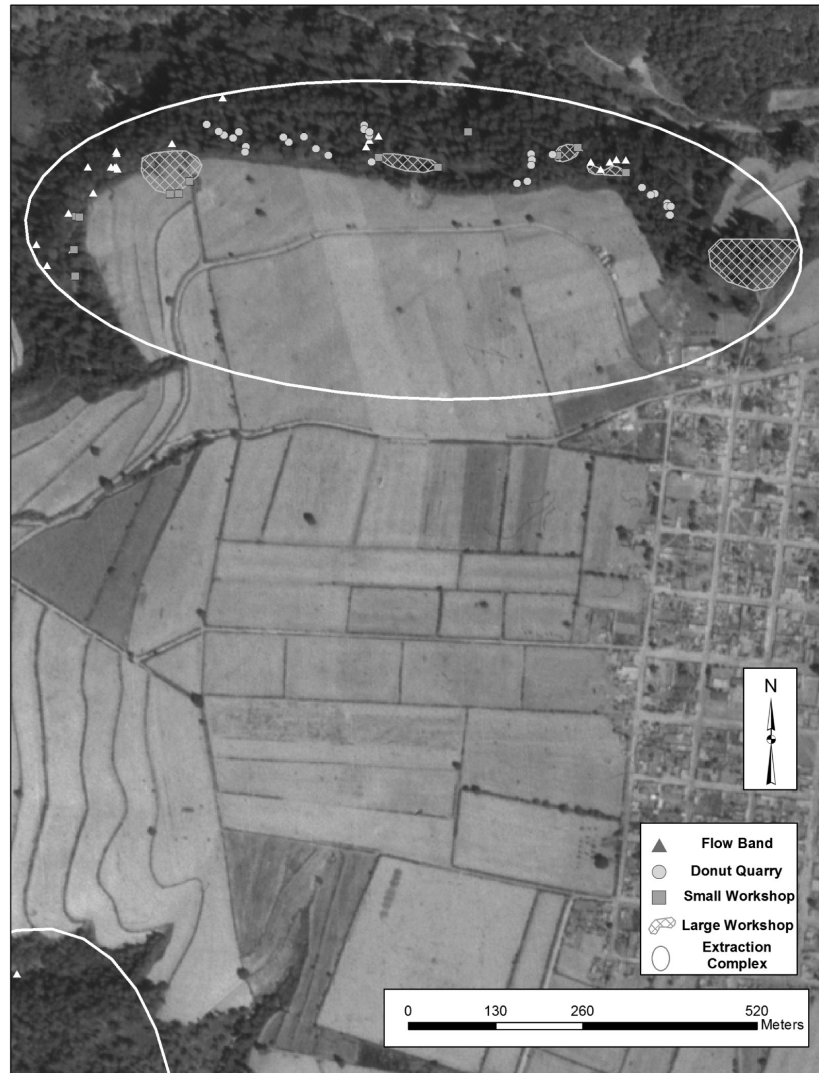 N
Flow Band
Donut Quarry
Small Workshop
Large Workshop
Extraction
Complex
0 130 260 520
Meters